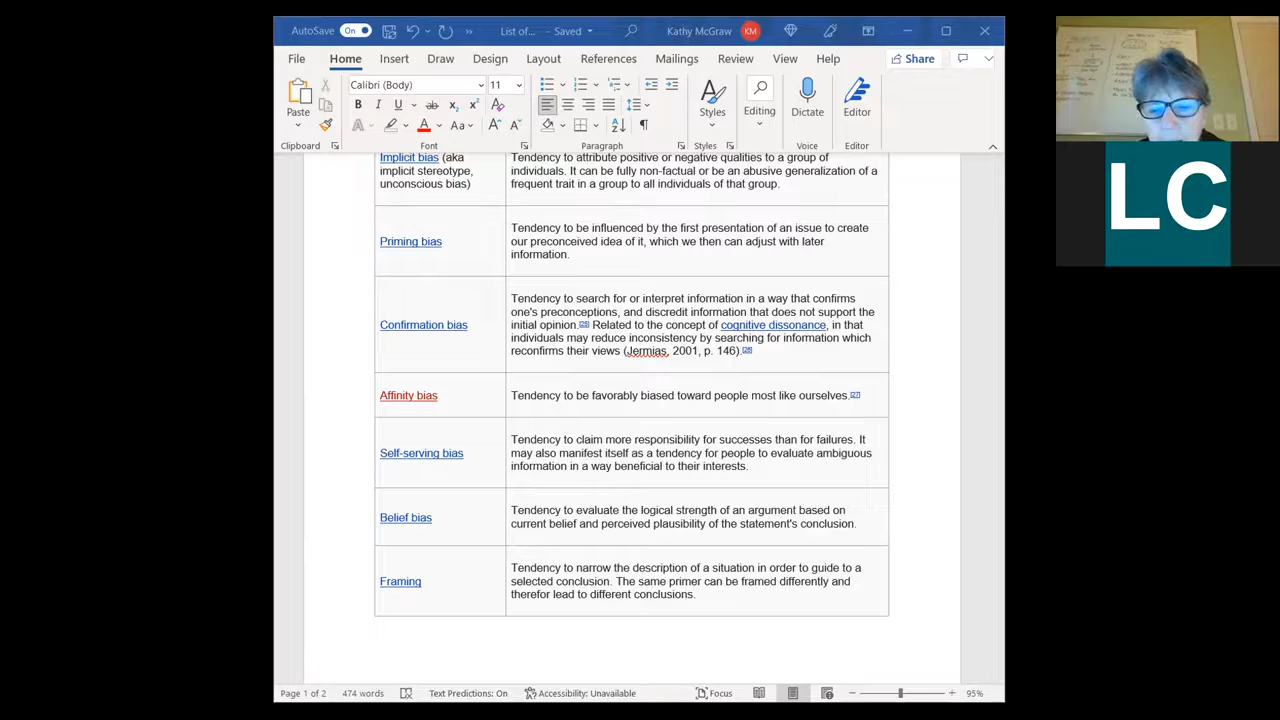 AutoSave On List of... Saved Kathy McGraw KM
File Home Insert Draw Design Layout References Mailings Review View Help Share
Paste Calibri (Body) 11 Styles Editing Dictate Editor
B I U ab x2 x2 A
A A Aa A A
Clipboard Font Paragraph Styles Voice Editor
Implicit bias (aka
implicit stereotype,
unconscious bias)
Tendency to attribute positive or negative qualities to a group of
individuals. It can be fully non-factual or be an abusive generalization of a
frequent trait in a group to all individuals of that group.
Priming bias
Tendency to be influenced by the first presentation of an issue to create
our preconceived idea of it, which we then can adjust with later
information.
Confirmation bias
Tendency to search for or interpret information in a way that confirms
one's preconceptions, and discredit information that does not support the
initial opinion.[25] Related to the concept of cognitive dissonance, in that
individuals may reduce inconsistency by searching for information which
reconfirms their views (Jermias, 2001, p. 146).[26]
Affinity bias
Tendency to be favorably biased toward people most like ourselves.[27]
Self-serving bias
Tendency to claim more responsibility for successes than for failures. It
may also manifest itself as a tendency for people to evaluate ambiguous
information in a way beneficial to their interests.
Belief bias
Tendency to evaluate the logical strength of an argument based on
current belief and perceived plausibility of the statement's conclusion.
Framing
Tendency to narrow the description of a situation in order to guide to a
selected conclusion. The same primer can be framed differently and
therefor lead to different conclusions.
Page 1 of 2 474 words Text Predictions: On Accessibility: Unavailable Focus 95%
LC